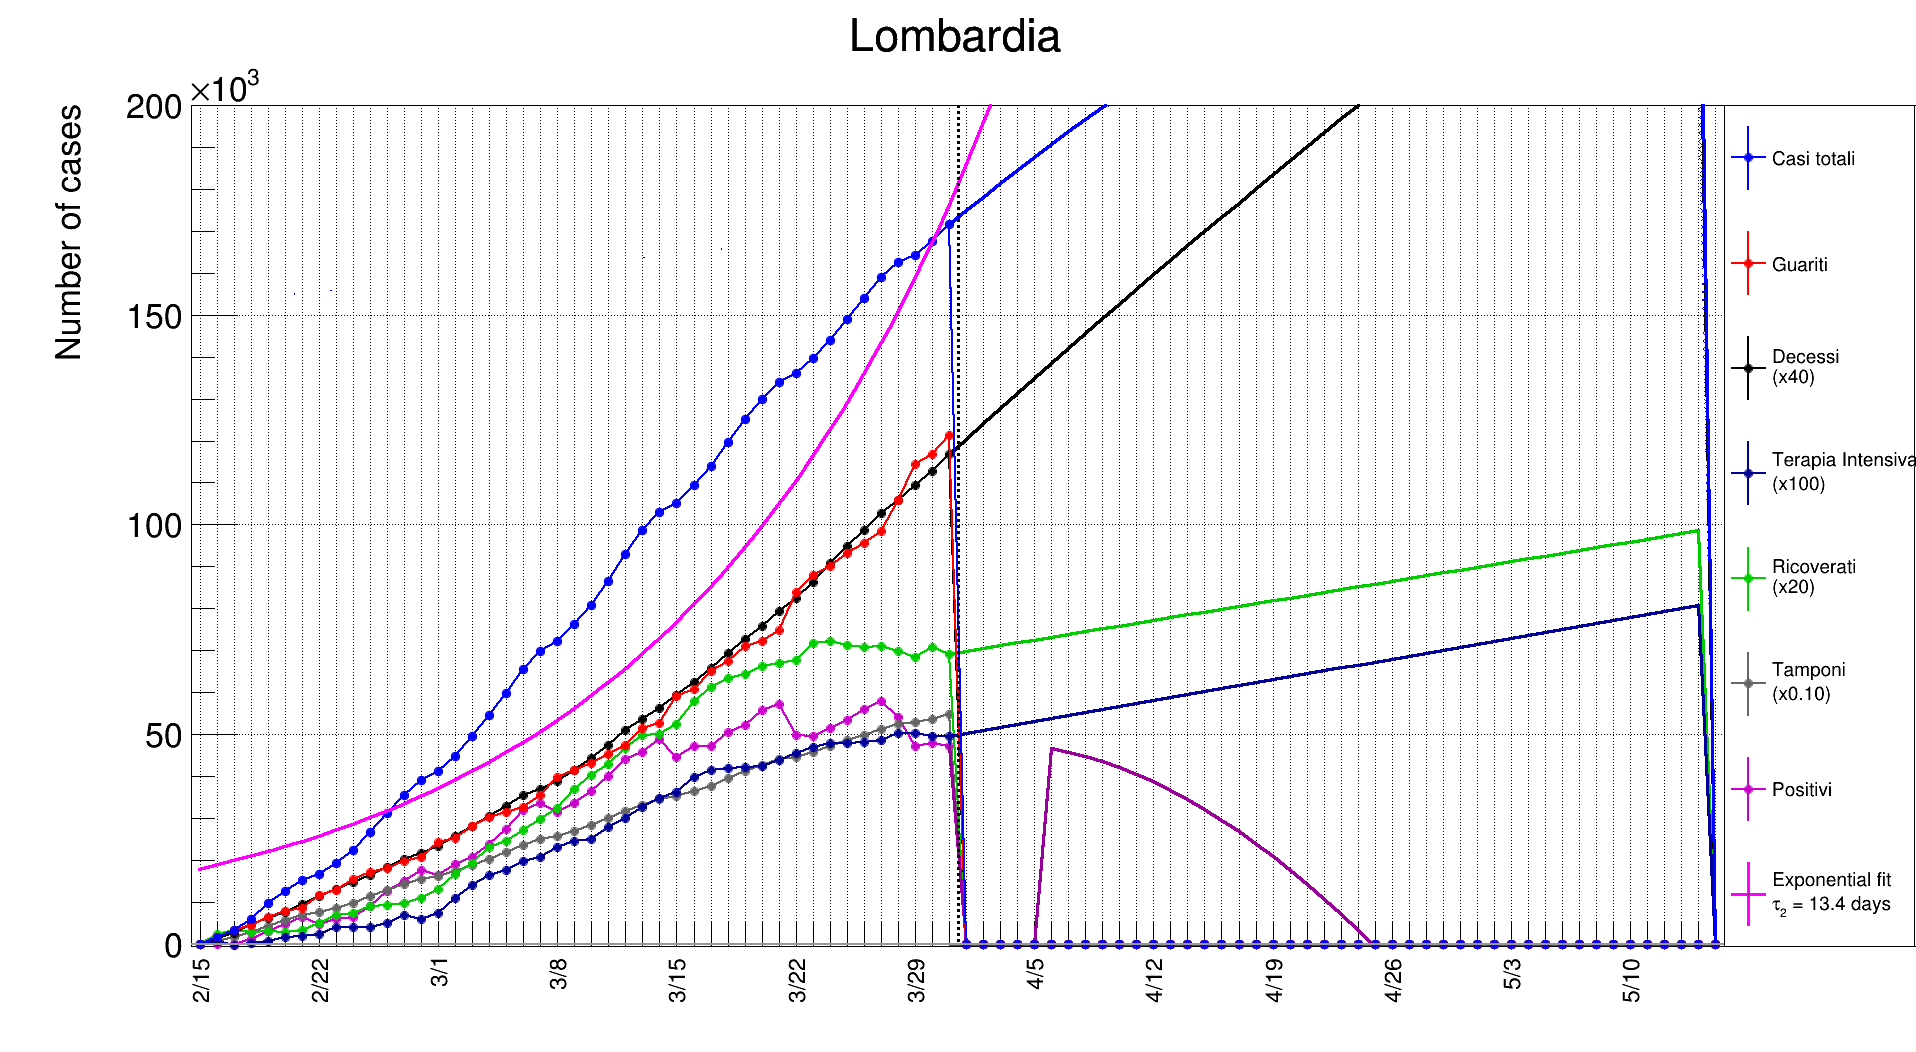 Lombardia
×10³
Number of cases
200
150
100
50
0
2/15
2/22
3/1
3/8
3/15
3/22
3/29
4/5
4/12
4/19
4/26
5/3
5/10
Casi totali
Guariti
Decessi
(x40)
Terapia Intensiva
(x100)
Ricoverati
(x20)
Tamponi
(x0.10)
Positivi
Exponential fit
τ₂ = 13.4 days